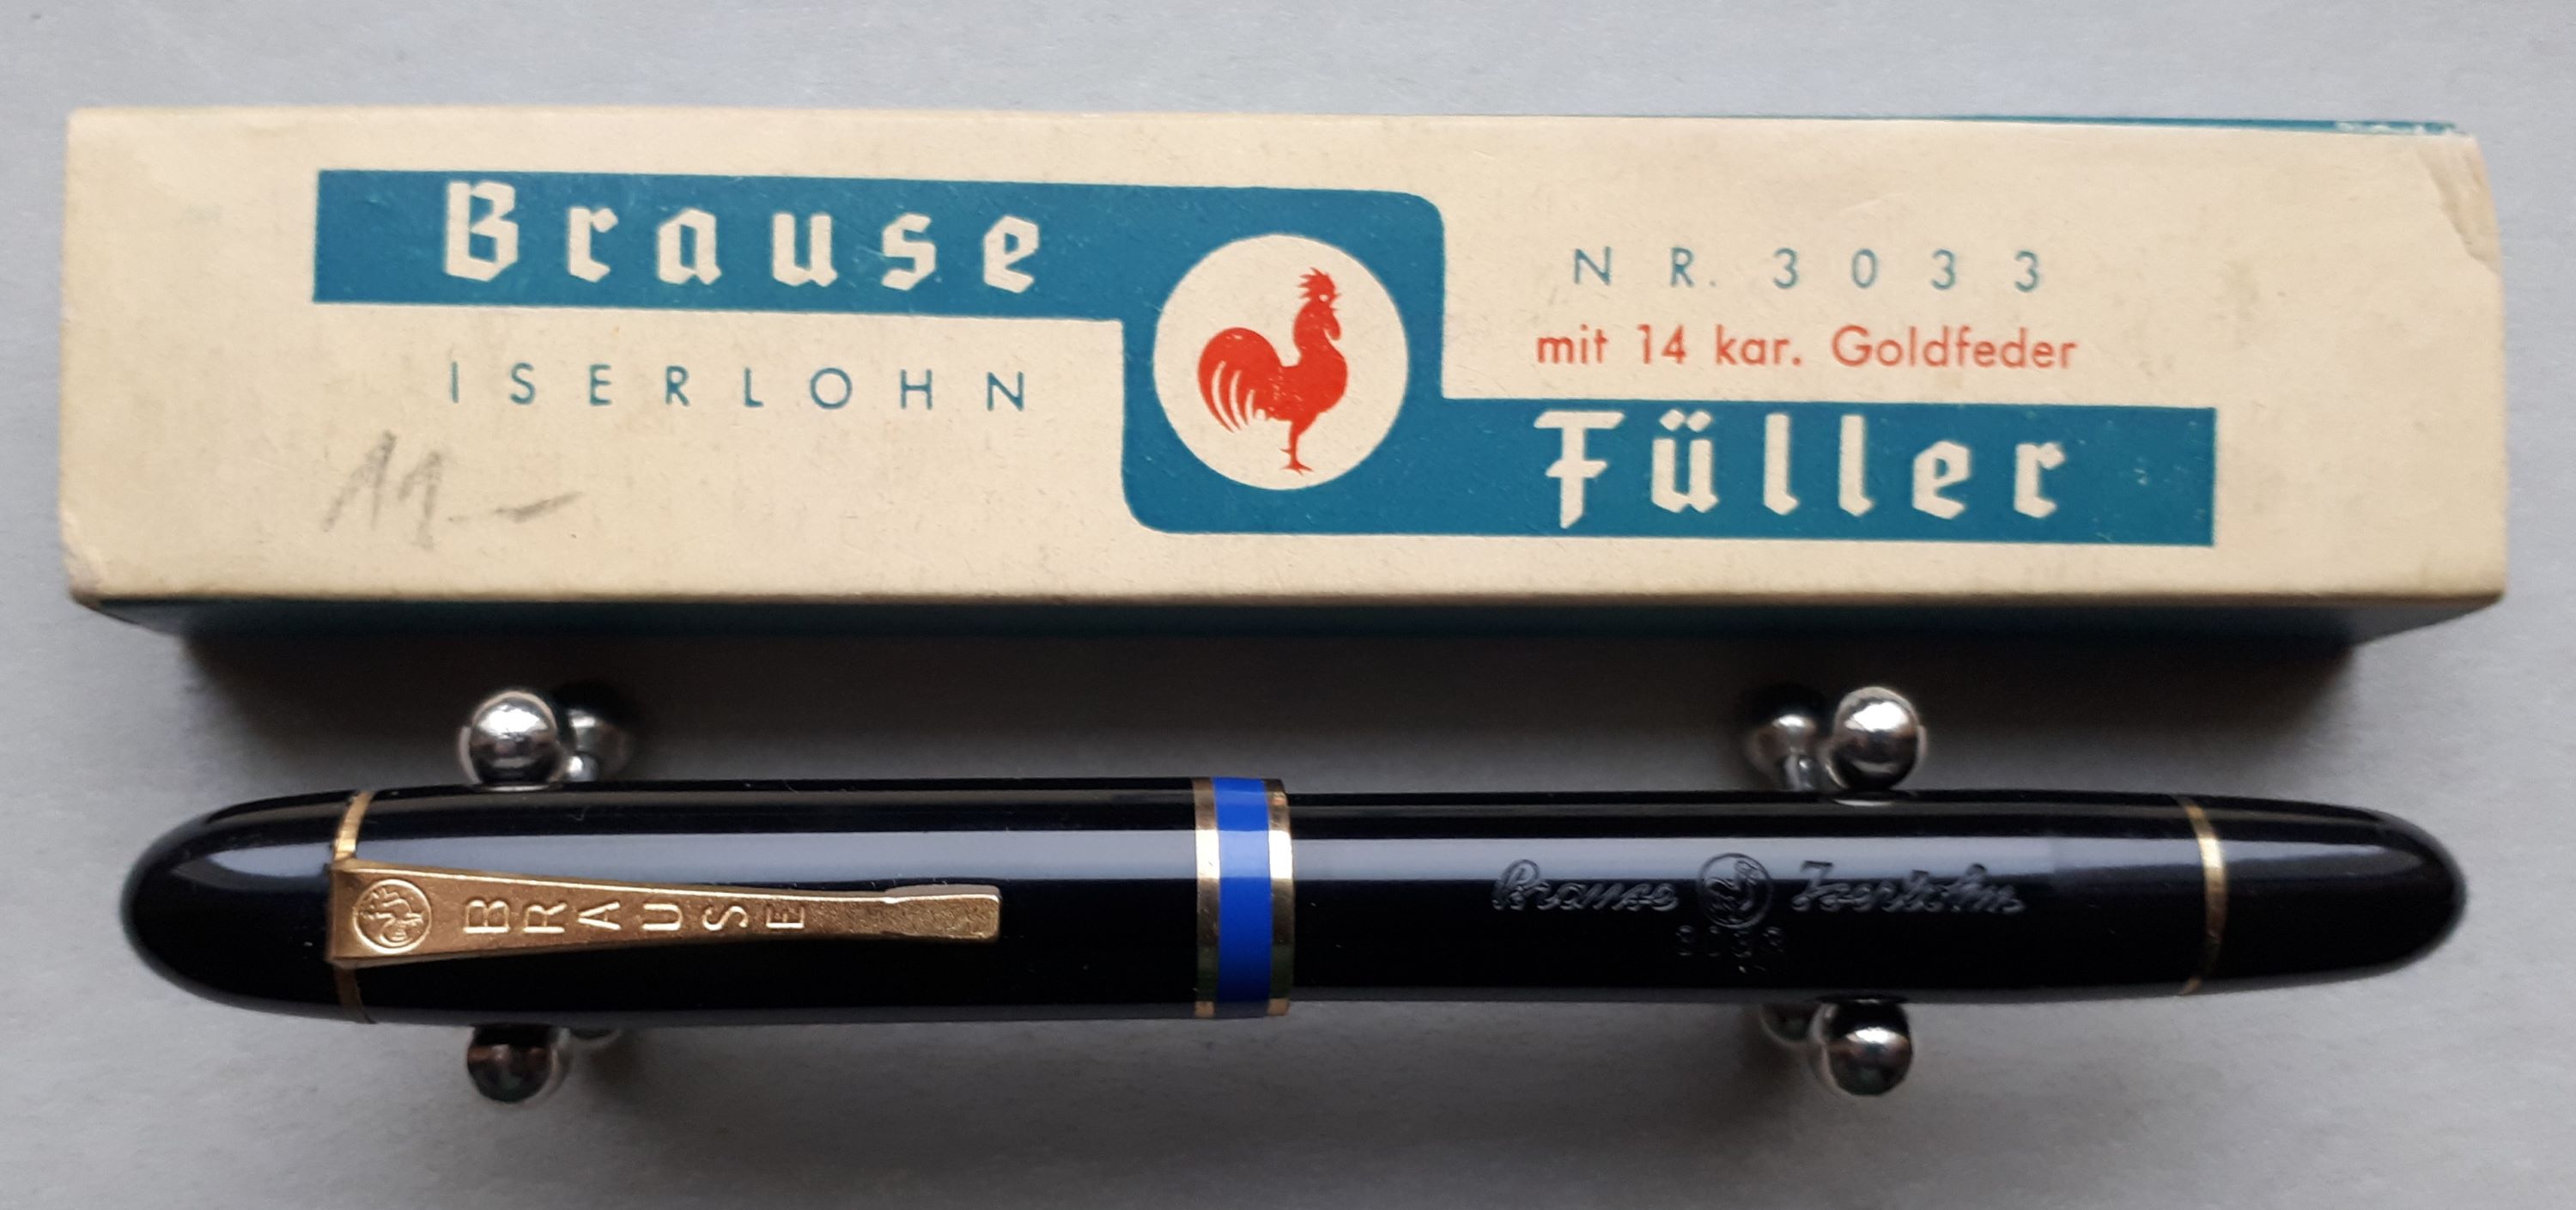 Brause
ISERLOHN
11.—
NR. 3033
mit 14 kar. Goldfeder
Füller
BRAUSE
Brause Iserlohn